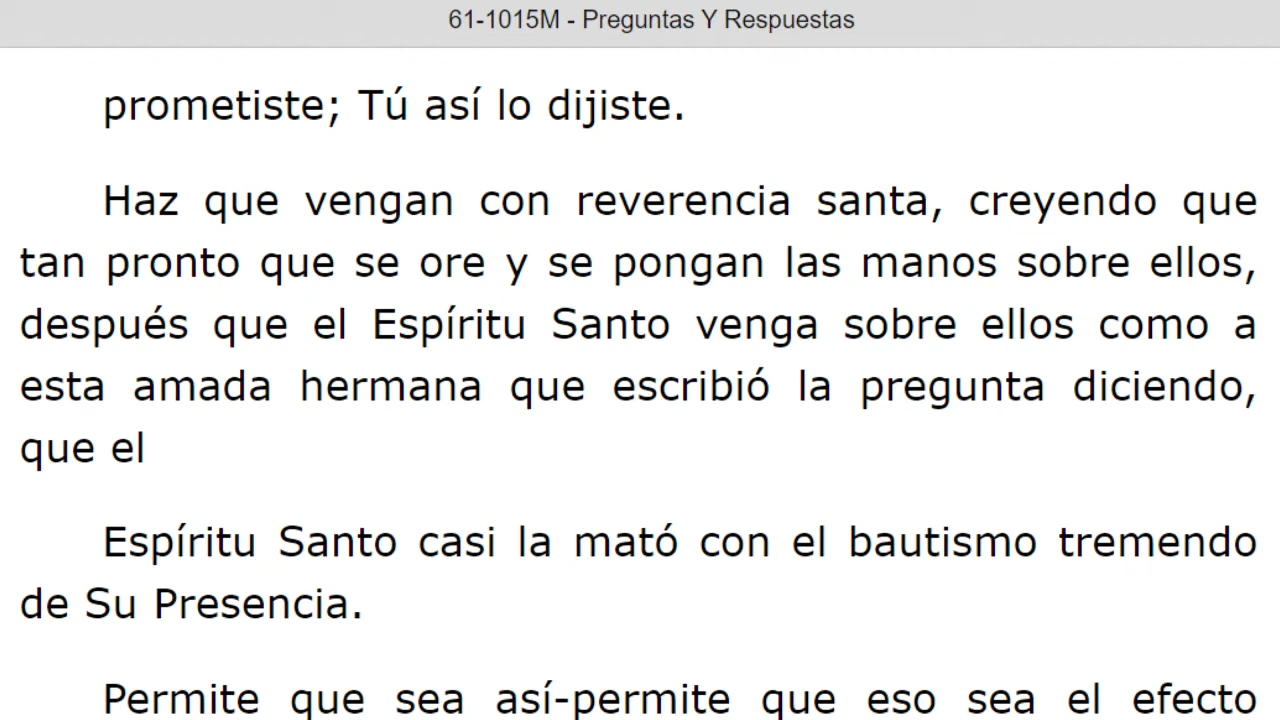 61-1015M - Preguntas Y Respuestas
prometiste; Tú así lo dijiste.
Haz que vengan con reverencia santa, creyendo que
tan pronto que se ore y se pongan las manos sobre ellos,
después que el Espíritu Santo venga sobre ellos como a
esta amada hermana que escribió la pregunta diciendo,
que el
Espíritu Santo casi la mató con el bautismo tremendo
de Su Presencia.
Permite que sea así-permite que eso sea el efecto